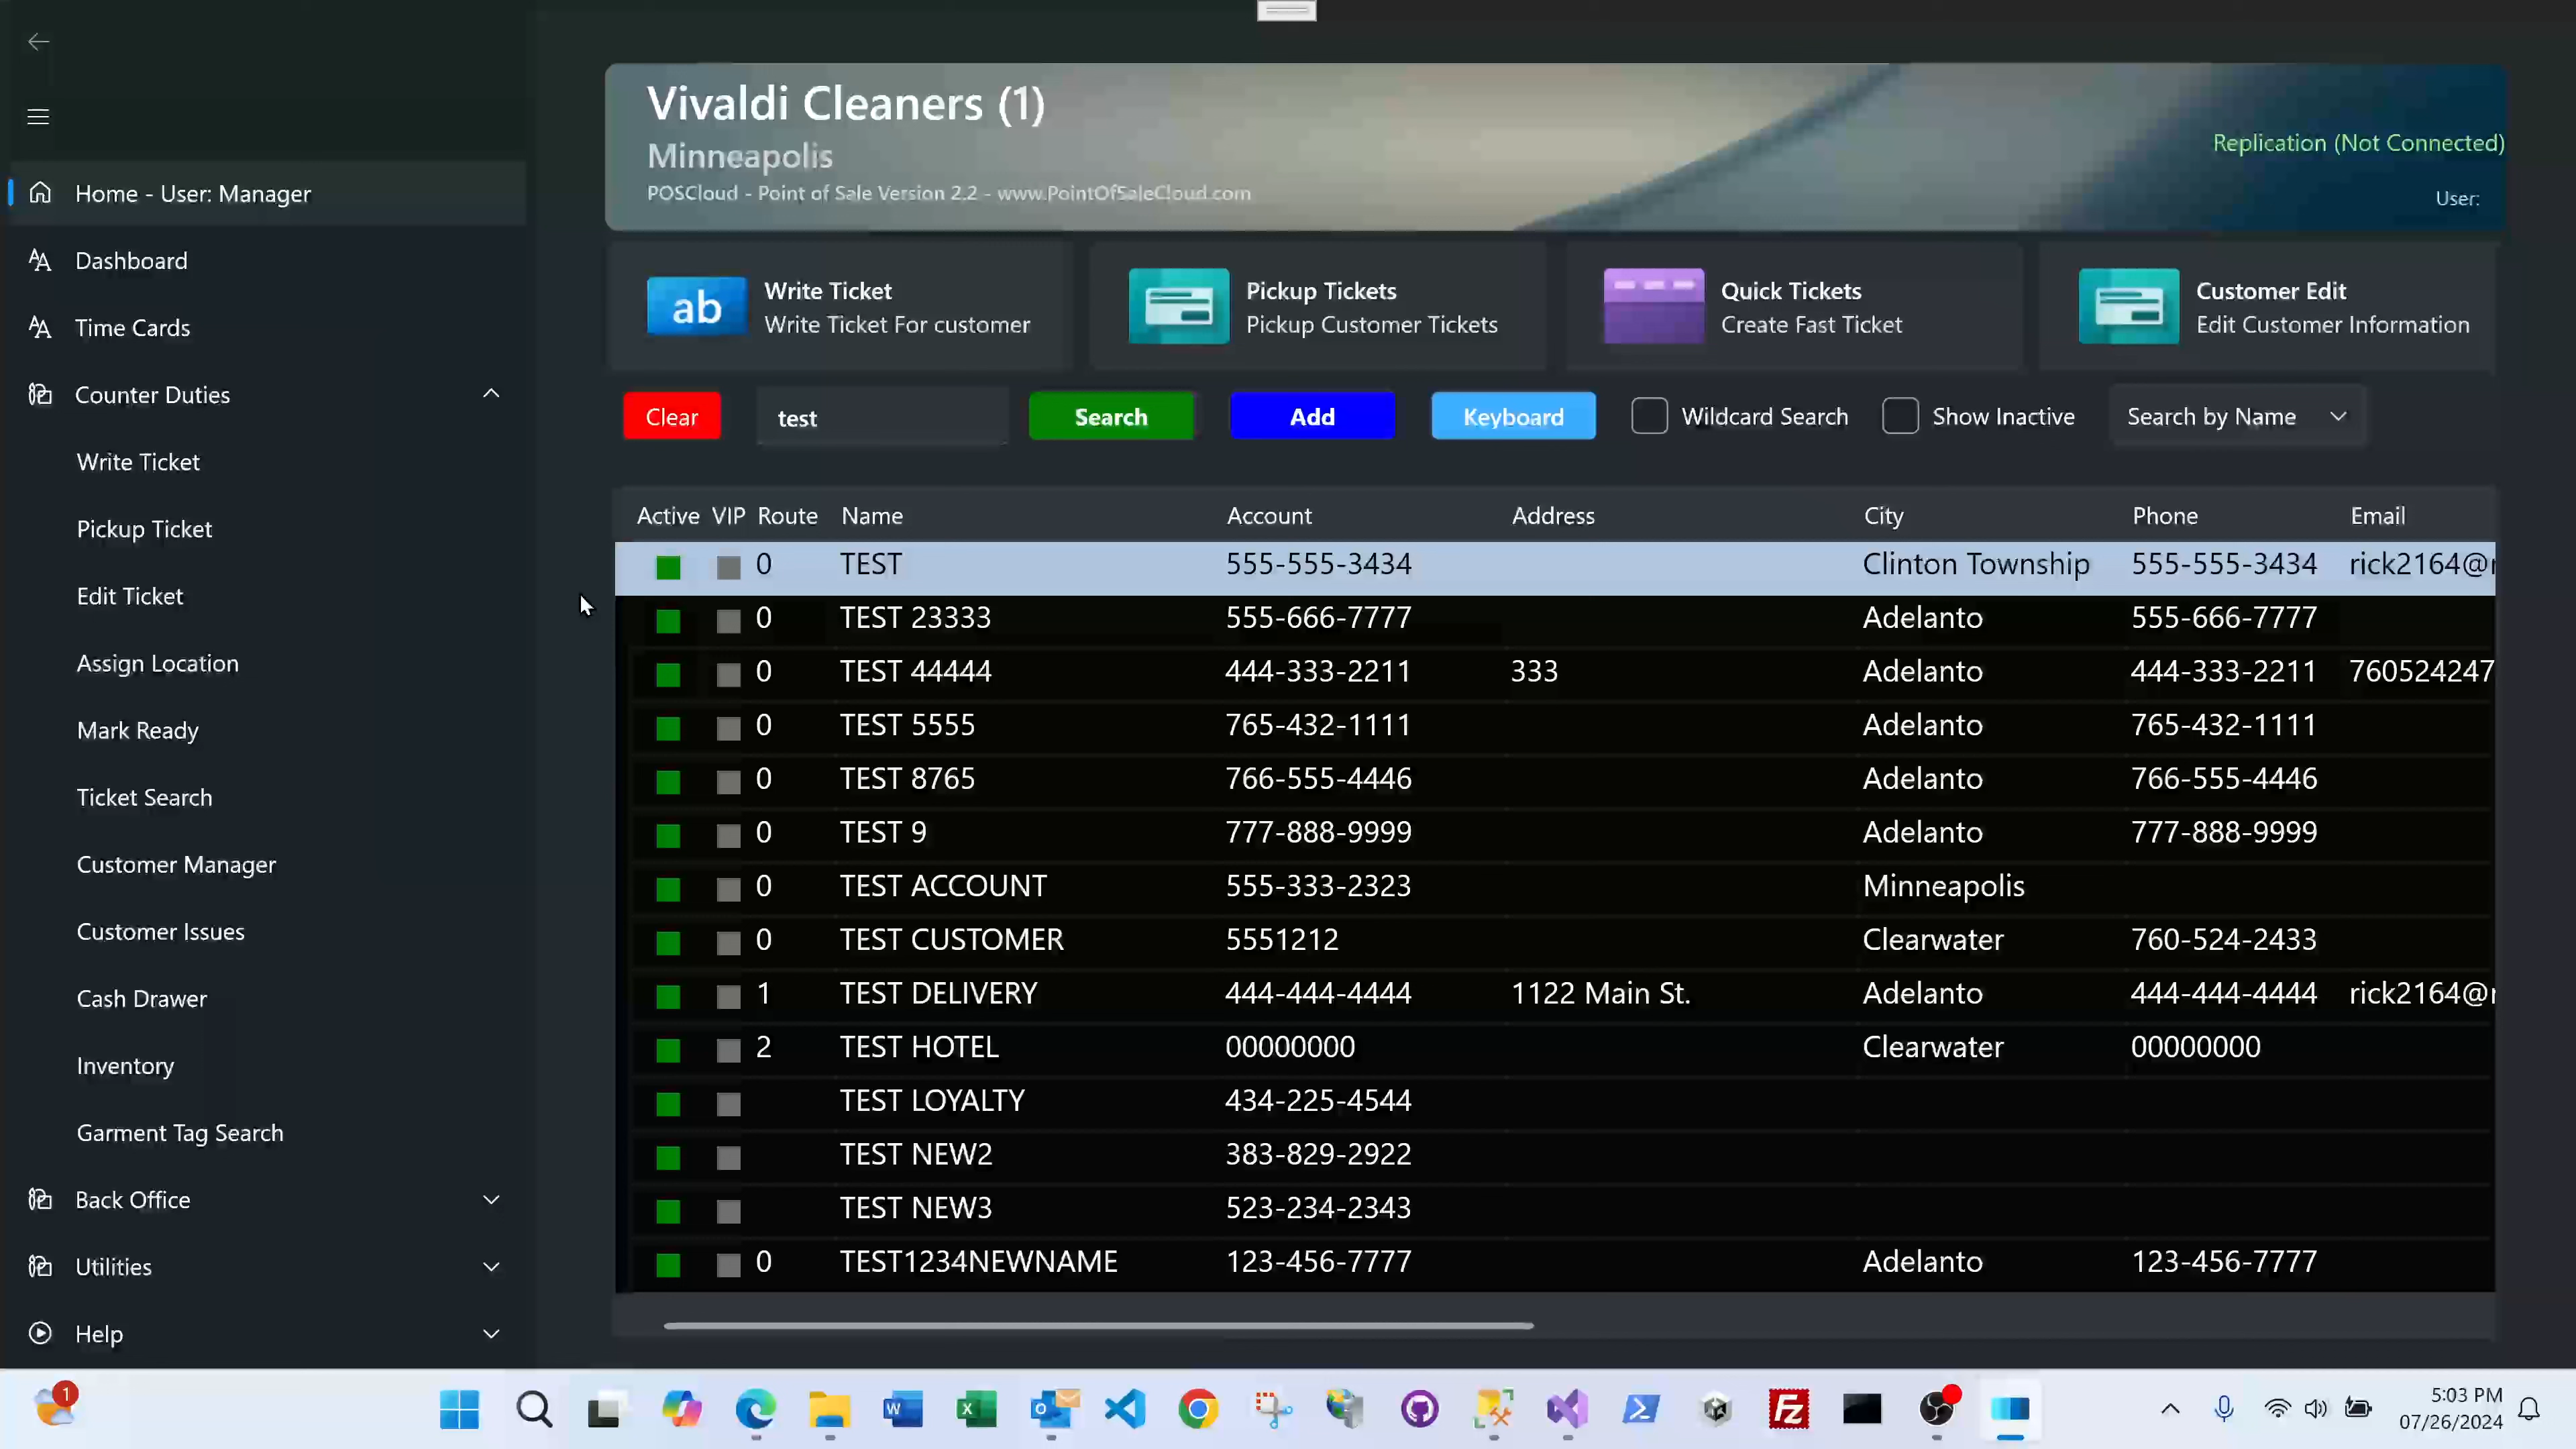 Home - User: Manager
Dashboard
Time Cards
Counter Duties
Write Ticket
Pickup Ticket
Edit Ticket
Assign Location
Mark Ready
Ticket Search
Customer Manager
Customer Issues
Cash Drawer
Inventory
Garment Tag Search
Back Office
Utilities
Help
Vivaldi Cleaners (1)
Minneapolis
POSCloud - Point of Sale Version 2.2 - www.PointOfSaleCloud.com
Replication (Not Connected)
User:
ab
Write Ticket
Write Ticket For customer
Pickup Tickets
Pickup Customer Tickets
Quick Tickets
Create Fast Ticket
Customer Edit
Edit Customer Information
Clear test Search Add Keyboard Wildcard Search Show Inactive Search by Name
Active VIP Route Name Account Address City Phone Email
0 TEST 555-555-3434 Clinton Township 555-555-3434 rick2164@
0 TEST 23333 555-666-7777 Adelanto 555-666-7777
0 TEST 44444 444-333-2211 333 Adelanto 444-333-2211 760524247
0 TEST 5555 765-432-1111 Adelanto 765-432-1111
0 TEST 8765 766-555-4446 Adelanto 766-555-4446
0 TEST 9 777-888-9999 Adelanto 777-888-9999
0 TEST ACCOUNT 555-333-2323 Minneapolis
0 TEST CUSTOMER 5551212 Clearwater 760-524-2433
1 TEST DELIVERY 444-444-4444 1122 Main St. Adelanto 444-444-4444 rick2164@
2 TEST HOTEL 00000000 Clearwater 00000000
TEST LOYALTY 434-225-4544
TEST NEW2 383-829-2922
TEST NEW3 523-234-2343
0 TEST1234NEWNAME 123-456-7777 Adelanto 123-456-7777
1
5:03 PM
07/26/2024